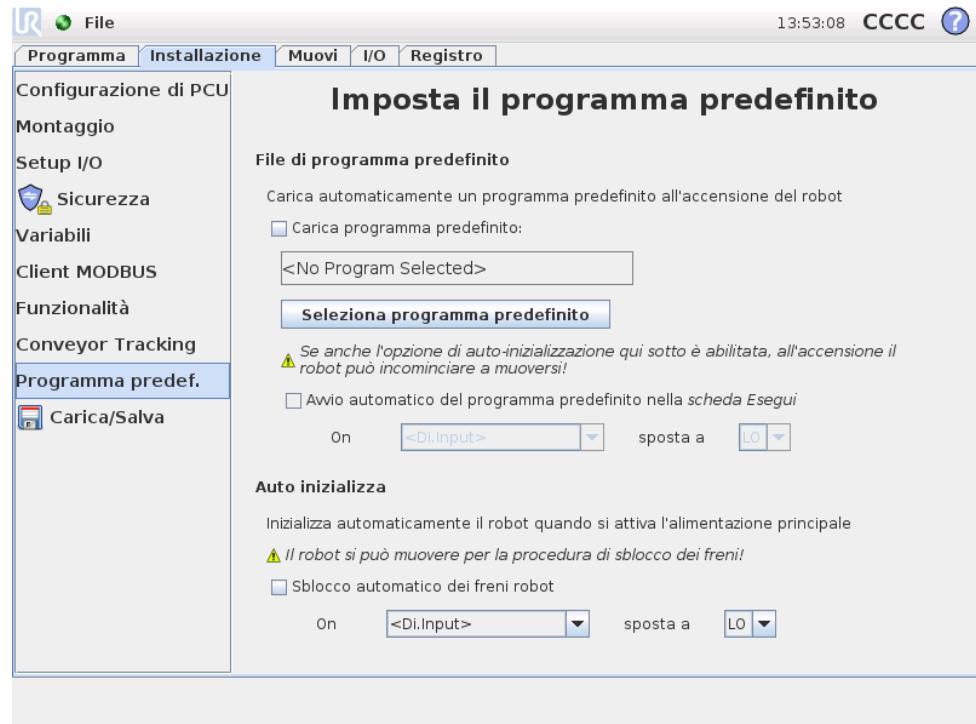 UR File 13:53:08 CCCC ?
Programma Installazione Muovi I/O Registro
Configurazione di PCU
Montaggio
Setup I/O
Sicurezza
Variabili
Client MODBUS
Funzionalità
Conveyor Tracking
Programma predef.
Carica/Salva
Imposta il programma predefinito
File di programma predefinito
Carica automaticamente un programma predefinito all'accensione del robot
Carica programma predefinito:
<No Program Selected>
Seleziona programma predefinito
Se anche l'opzione di auto-inizializzazione qui sotto è abilitata, all'accensione il
robot può incominciare a muoversi!
Avvio automatico del programma predefinito nella scheda Esegui
On <Di.Input> sposta a LO
Auto inizializza
Inizializza automaticamente il robot quando si attiva l'alimentazione principale
Il robot si può muovere per la procedura di sblocco dei freni!
Sblocco automatico dei freni robot
On <Di.Input> sposta a LO